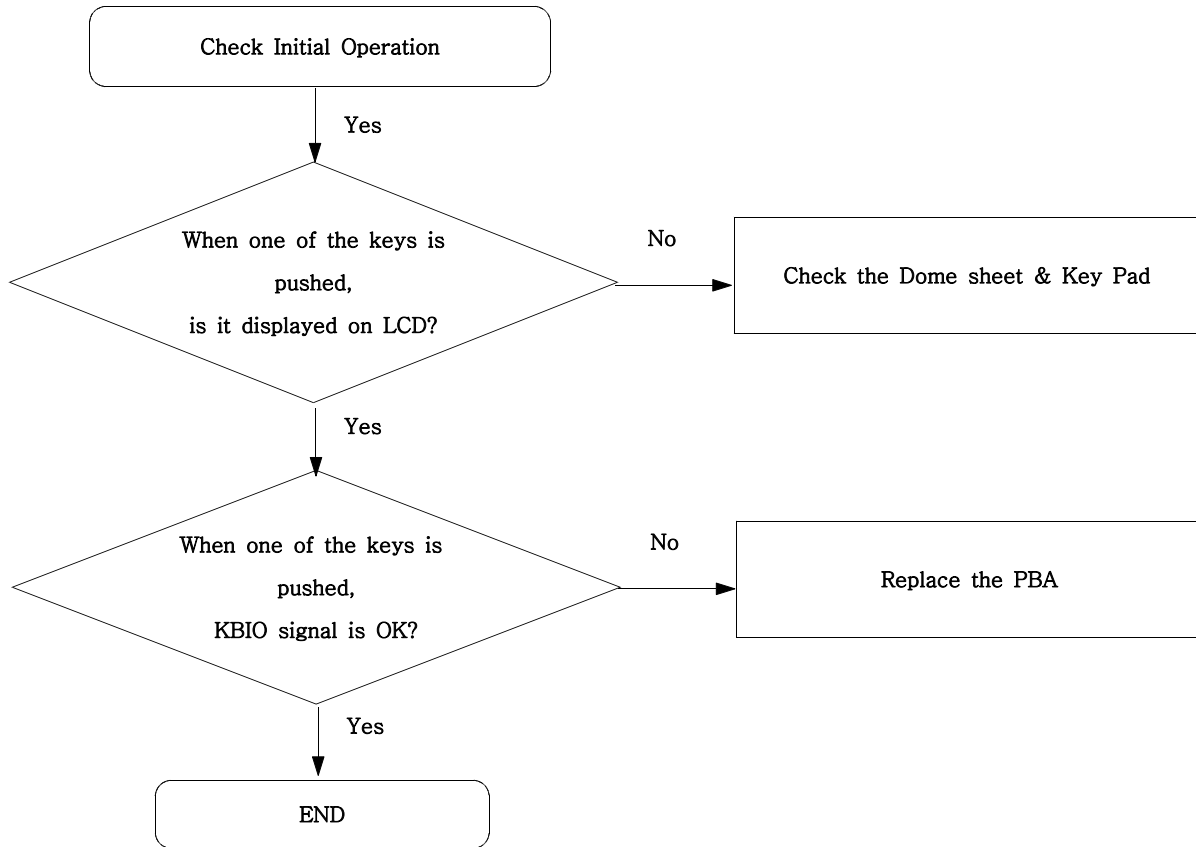 Check Initial Operation
Yes
When one of the keys is
pushed,
is it displayed on LCD?
No
Check the Dome sheet & Key Pad
Yes
When one of the keys is
pushed,
KBIO signal is OK?
No
Replace the PBA
Yes
END